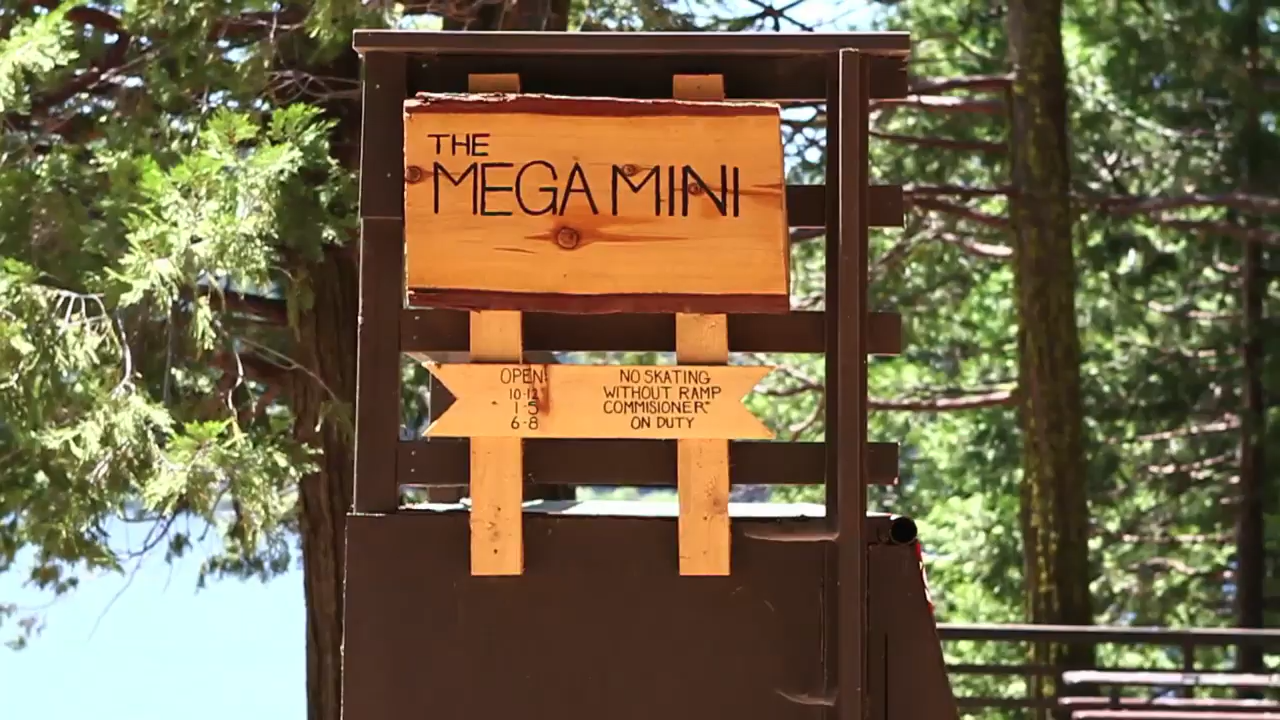 THE
MEGA MINI
OPEN:
10-12
1-5
6-8
NO SKATING
WITHOUT RAMP
COMMISIONER
ON DUTY